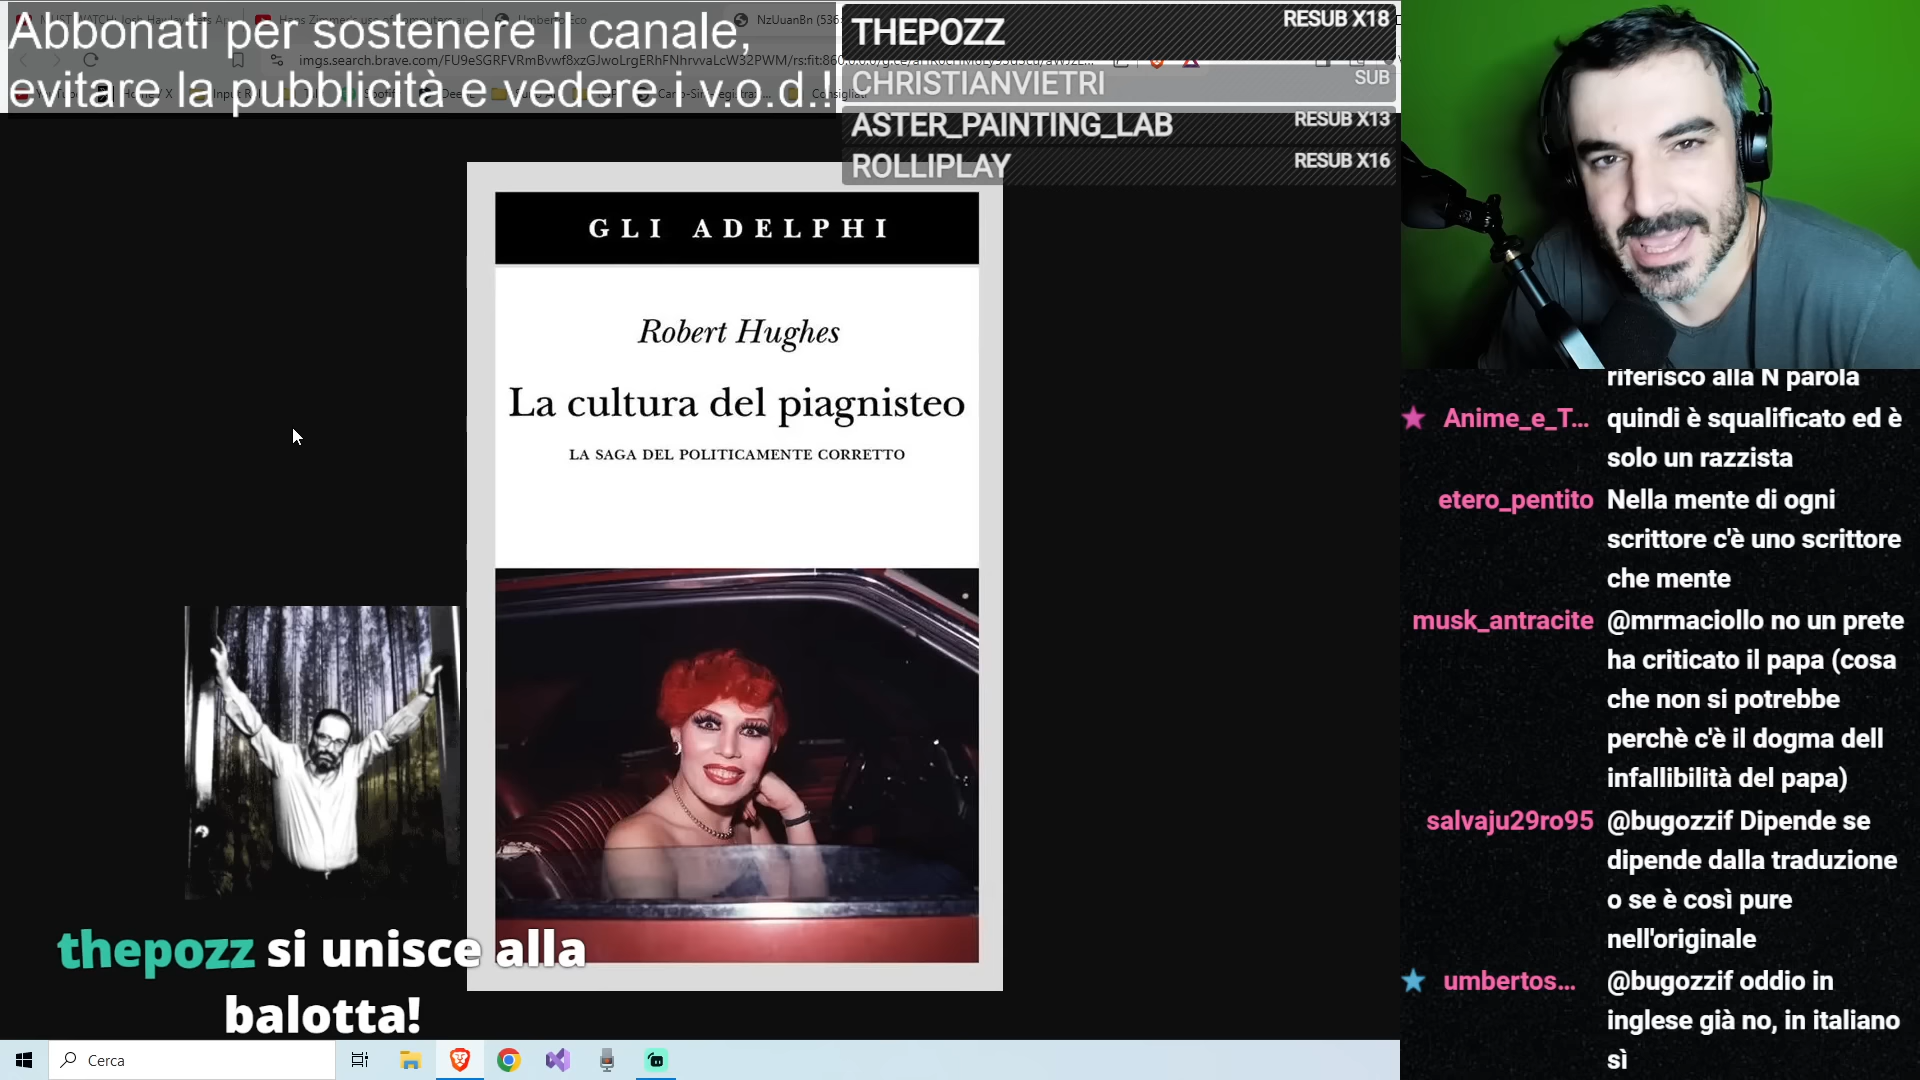 Abbonati per sostenere il canale,
evitare la pubblicità e vedere i v.o.d.!
THEPOZZ RESUB X18
CHRISTIANVIETRI SUB
ASTER_PAINTING_LAB RESUB X13
ROLLIPLAY RESUB X16
Umberto Eco
NzUuanBn (536
GLI ADELPHI
Robert Hughes
La cultura del piagnisteo
LA SAGA DEL POLITICAMENTE CORRETTO
thepozz si unisce alla
balotta!
riferisco alla N parola
Anime_e_T... quindi è squalificato ed è
solo un razzista
etero_pentito Nella mente di ogni
scrittore c'è uno scrittore
che mente
musk_antracite @mrmaciollo no un prete
ha criticato il papa (cosa
che non si potrebbe
perchè c'è il dogma dell
infallibilità del papa)
salvaju29ro95 @bugozzif Dipende se
dipende dalla traduzione
o se è così pure
nell'originale
umbertos... @bugozzif oddio in
inglese già no, in italiano
sì
Cerca